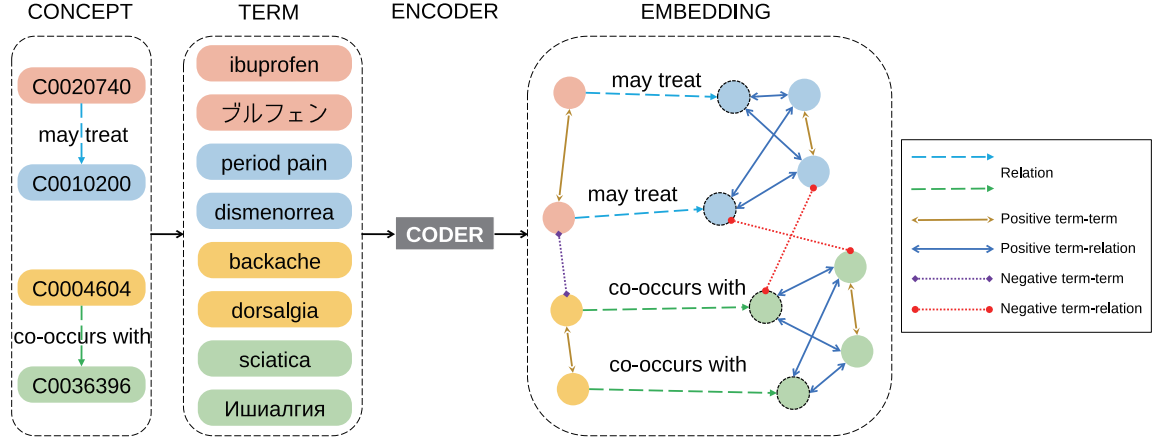 CONCEPT
TERM
ENCODER
EMBEDDING
C0020740
may treat
C0010200
C0004604
co-occurs with
C0036396
ibuprofen
ブルフェン
period pain
dismenorrea
backache
dorsalgia
sciatica
Ишиалгия
CODER
may treat
may treat
co-occurs with
co-occurs with
Relation
Positive term-term
Positive term-relation
Negative term-term
Negative term-relation